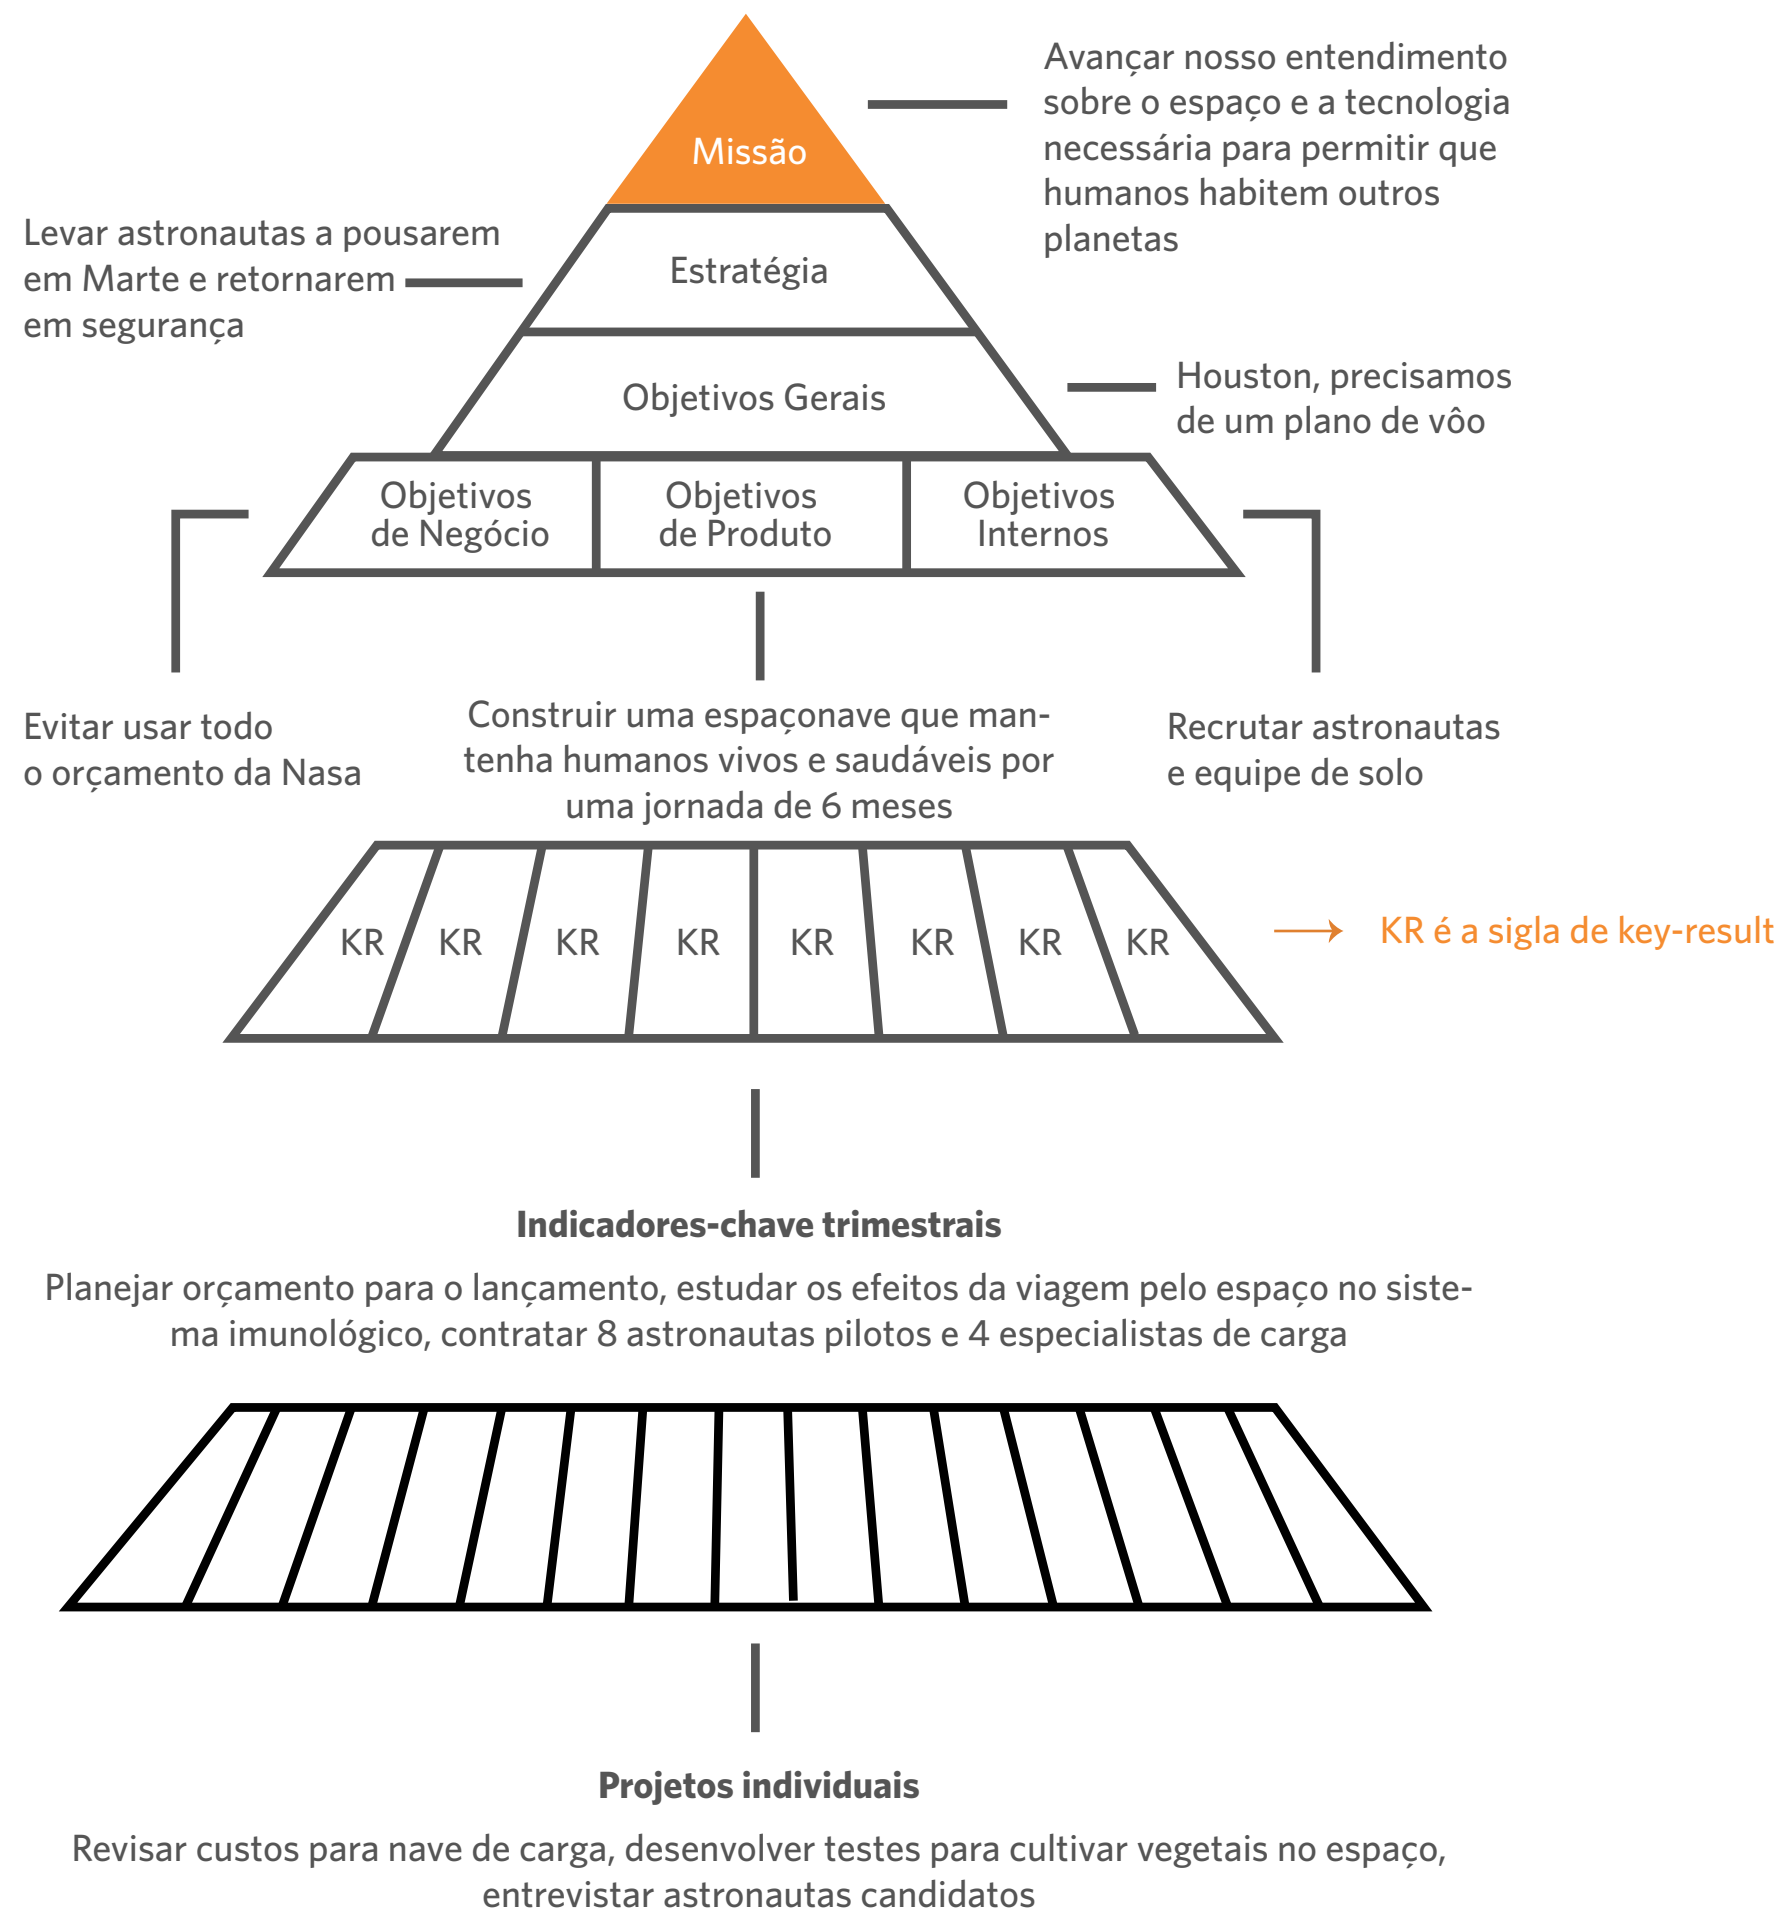 Missão
Avançar nosso entendimento
sobre o espaço e a tecnologia
necessária para permitir que
humanos habitem outros
planetas
Levar astronautas a pousarem
em Marte e retornarem
em segurança
Estratégia
Objetivos Gerais
Houston, precisamos
de um plano de vôo
Objetivos
de Negócio
Objetivos
de Produto
Objetivos
Internos
Evitar usar todo
o orçamento da Nasa
Construir uma espaçonave que man-
tenha humanos vivos e saudáveis por
uma jornada de 6 meses
Recrutar astronautas
e equipe de solo
KR KR KR KR KR KR KR KR
KR é a sigla de key-result
Indicadores-chave trimestrais
Planejar orçamento para o lançamento, estudar os efeitos da viagem pelo espaço no siste-
ma imunológico, contratar 8 astronautas pilotos e 4 especialistas de carga
Projetos individuais
Revisar custos para nave de carga, desenvolver testes para cultivar vegetais no espaço,
entrevistar astronautas candidatos